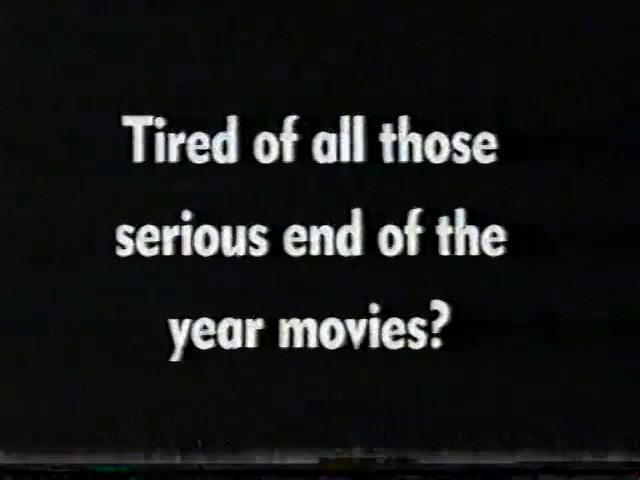 Tired of all those
serious end of the
year movies?